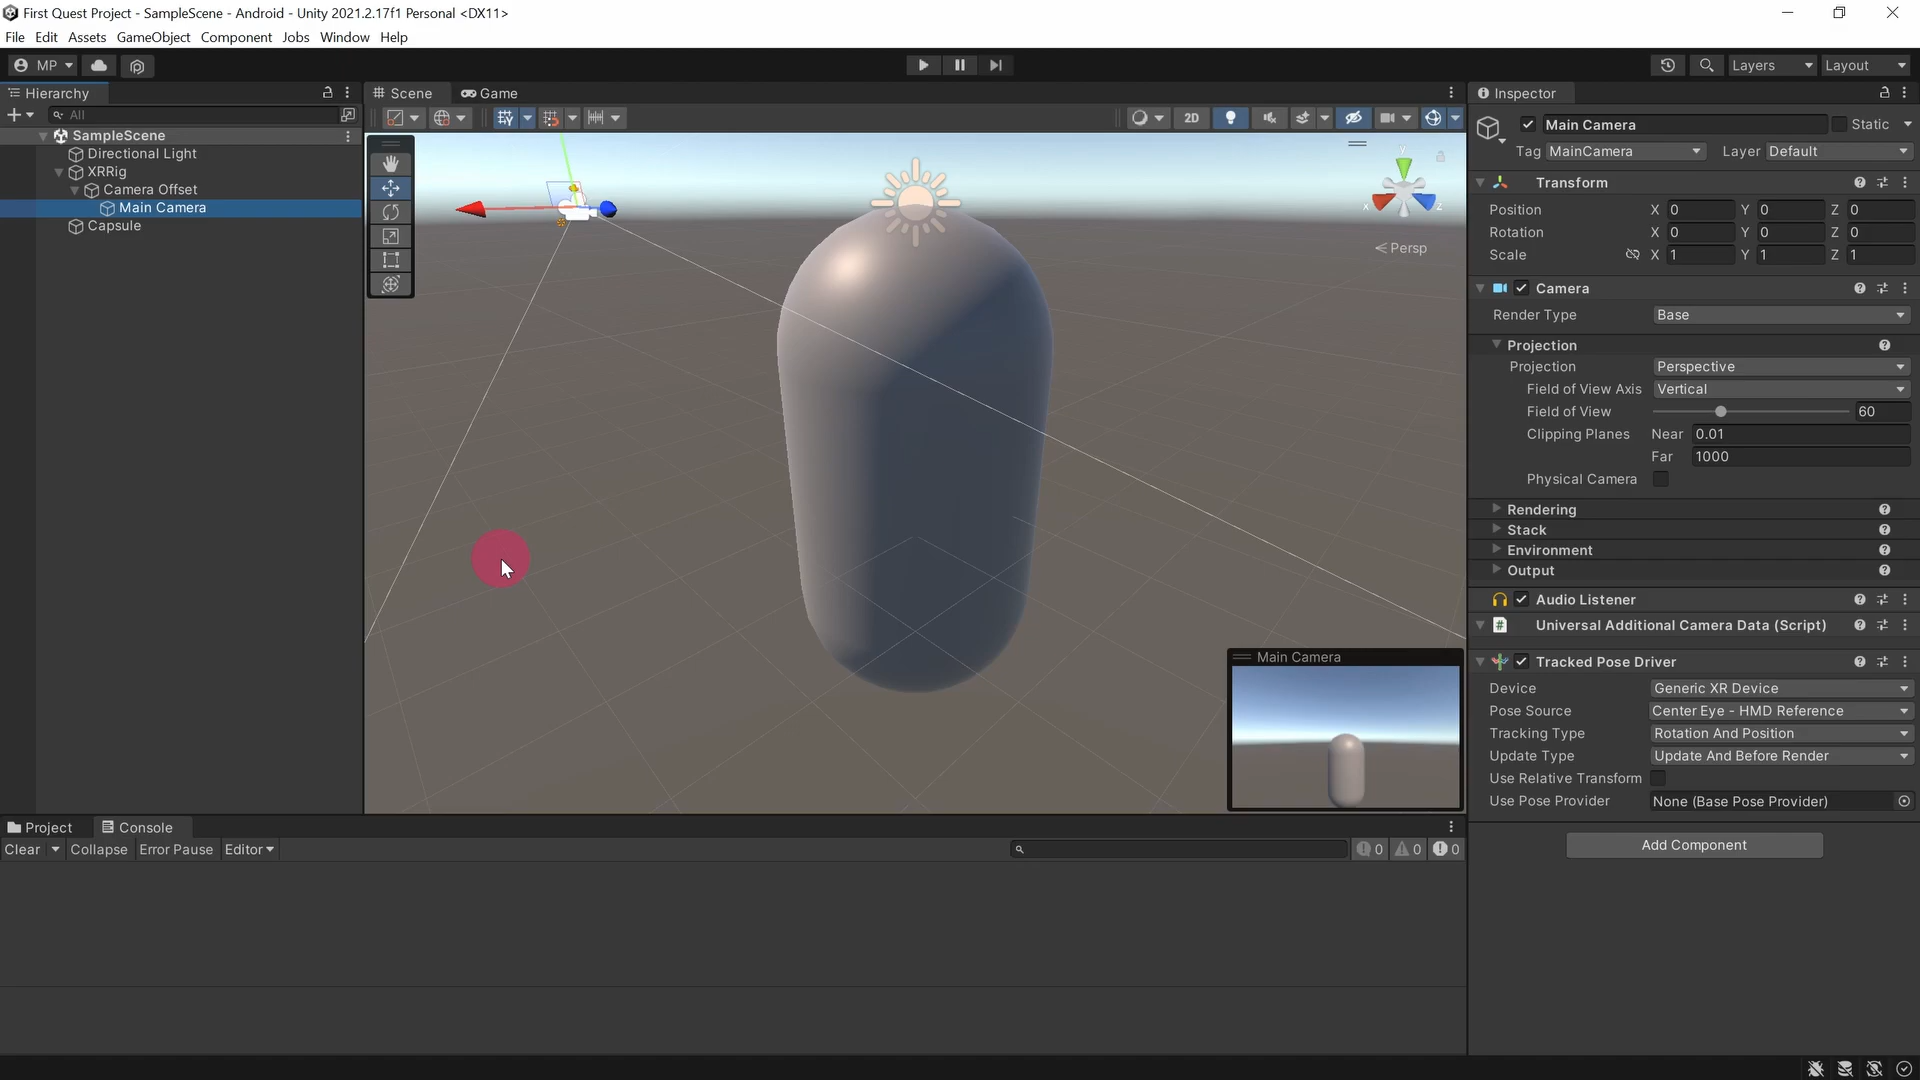 First Quest Project - SampleScene - Android - Unity 2021.2.17f1 Personal <DX11>
File Edit Assets GameObject Component Jobs Window Help
MP Layers Layout
Hierarchy
All
SampleScene
Directional Light
XRRig
Camera Offset
Main Camera
Capsule
Scene Game
2D
y
x
z
Persp
Main Camera
Project Console
Clear Collapse Error Pause Editor 0 0 0
Inspector
Main Camera Static
Tag MainCamera Layer Default
Transform
Position X 0 Y 0 Z 0
Rotation X 0 Y 0 Z 0
Scale X 1 Y 1 Z 1
Camera
Render Type Base
Projection
Projection Perspective
Field of View Axis Vertical
Field of View 60
Clipping Planes Near 0.01
Far 1000
Physical Camera
Rendering
Stack
Environment
Output
Audio Listener
# Universal Additional Camera Data (Script)
Tracked Pose Driver
Device Generic XR Device
Pose Source Center Eye - HMD Reference
Tracking Type Rotation And Position
Update Type Update And Before Render
Use Relative Transform
Use Pose Provider None (Base Pose Provider)
Add Component